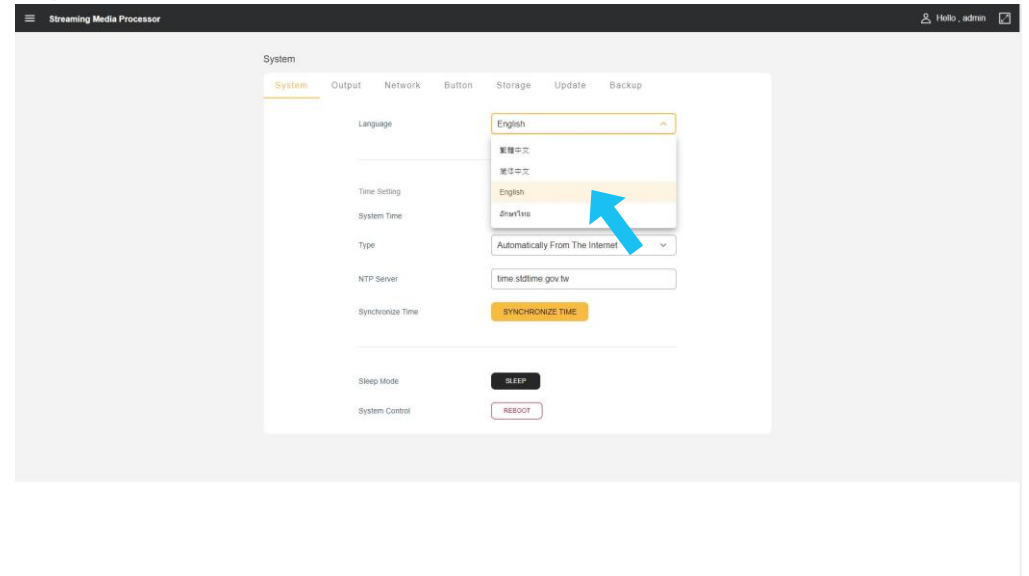 Streaming Media Processor
Hello , admin
System
System Output Network Button Storage Update Backup
Language English
繁體中文
简体中文
English
อักษรไทย
Time Setting
System Time
Type Automatically From The Internet
NTP Server time.stdtime.gov.tw
Synchronize Time SYNCHRONIZE TIME
Sleep Mode SLEEP
System Control REBOOT